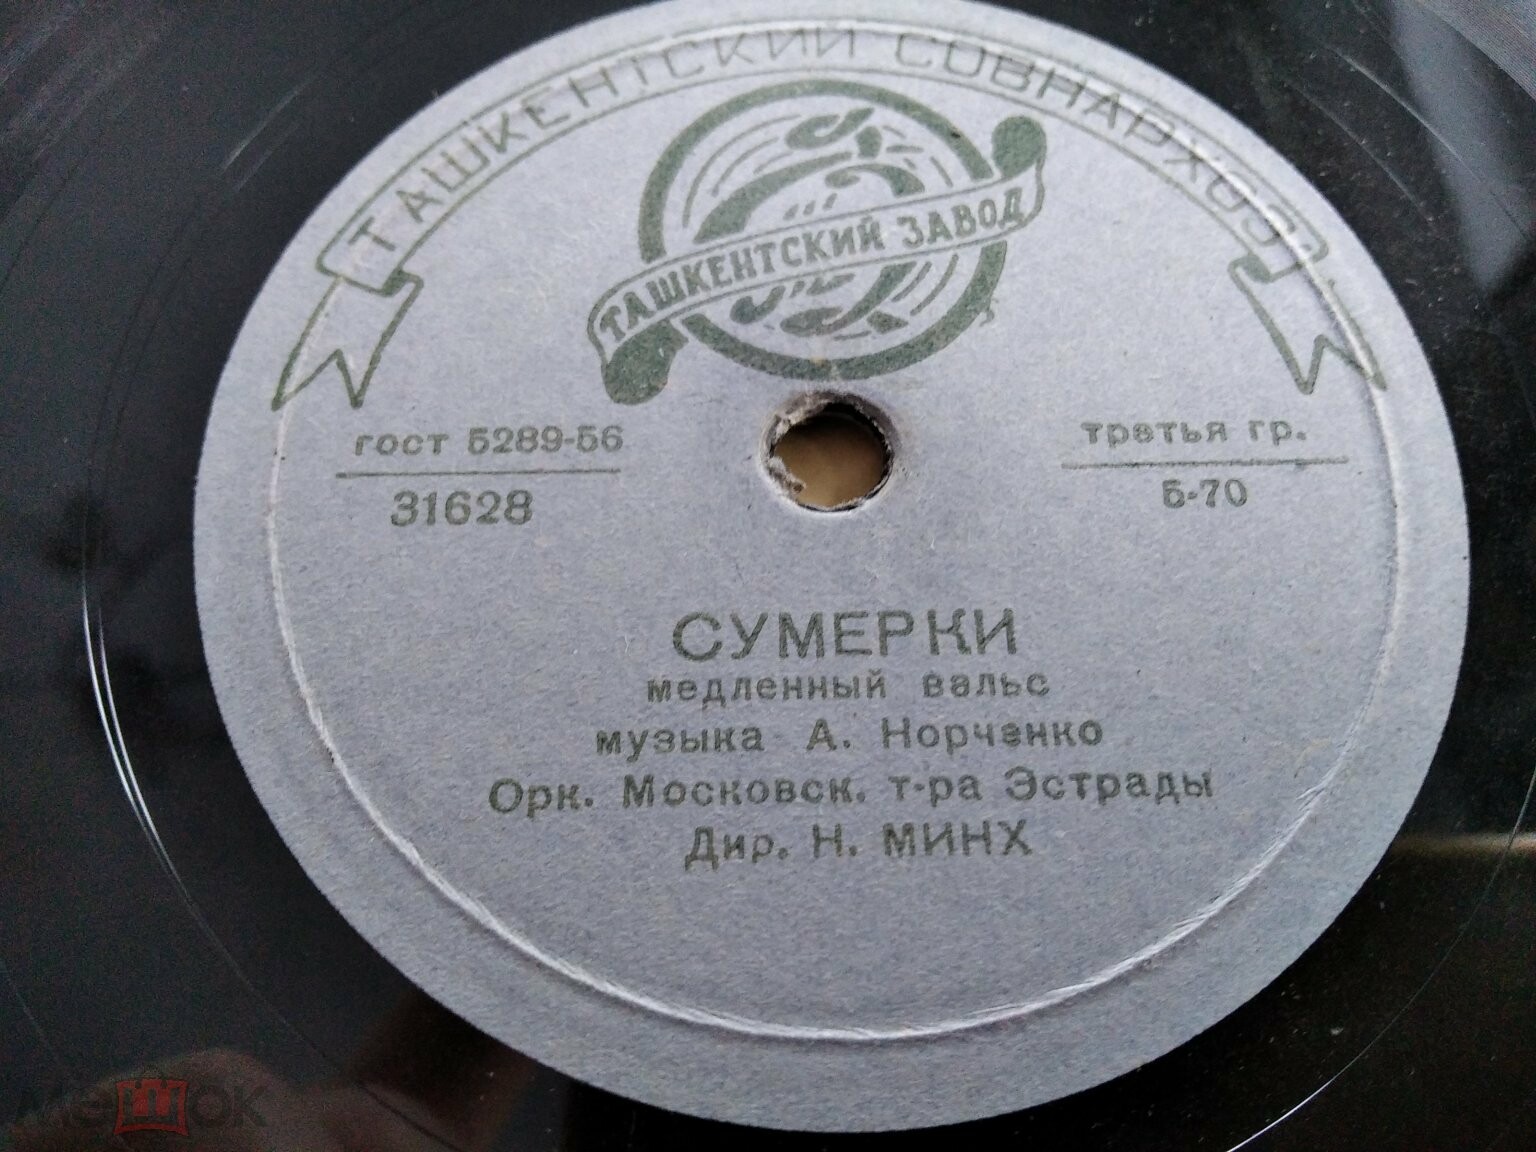 ТАШКЕНТСКИЙ СОВНАРХОЗ
ТАШКЕНТСКИЙ ЗАВОД
гост 5289-56
31628
третья гр.
Б-70
СУМЕРКИ
медленный вальс
музыка А. Норченко
Орк. Московск. т-ра Эстрады
Дир. Н. МИНХ
мешок